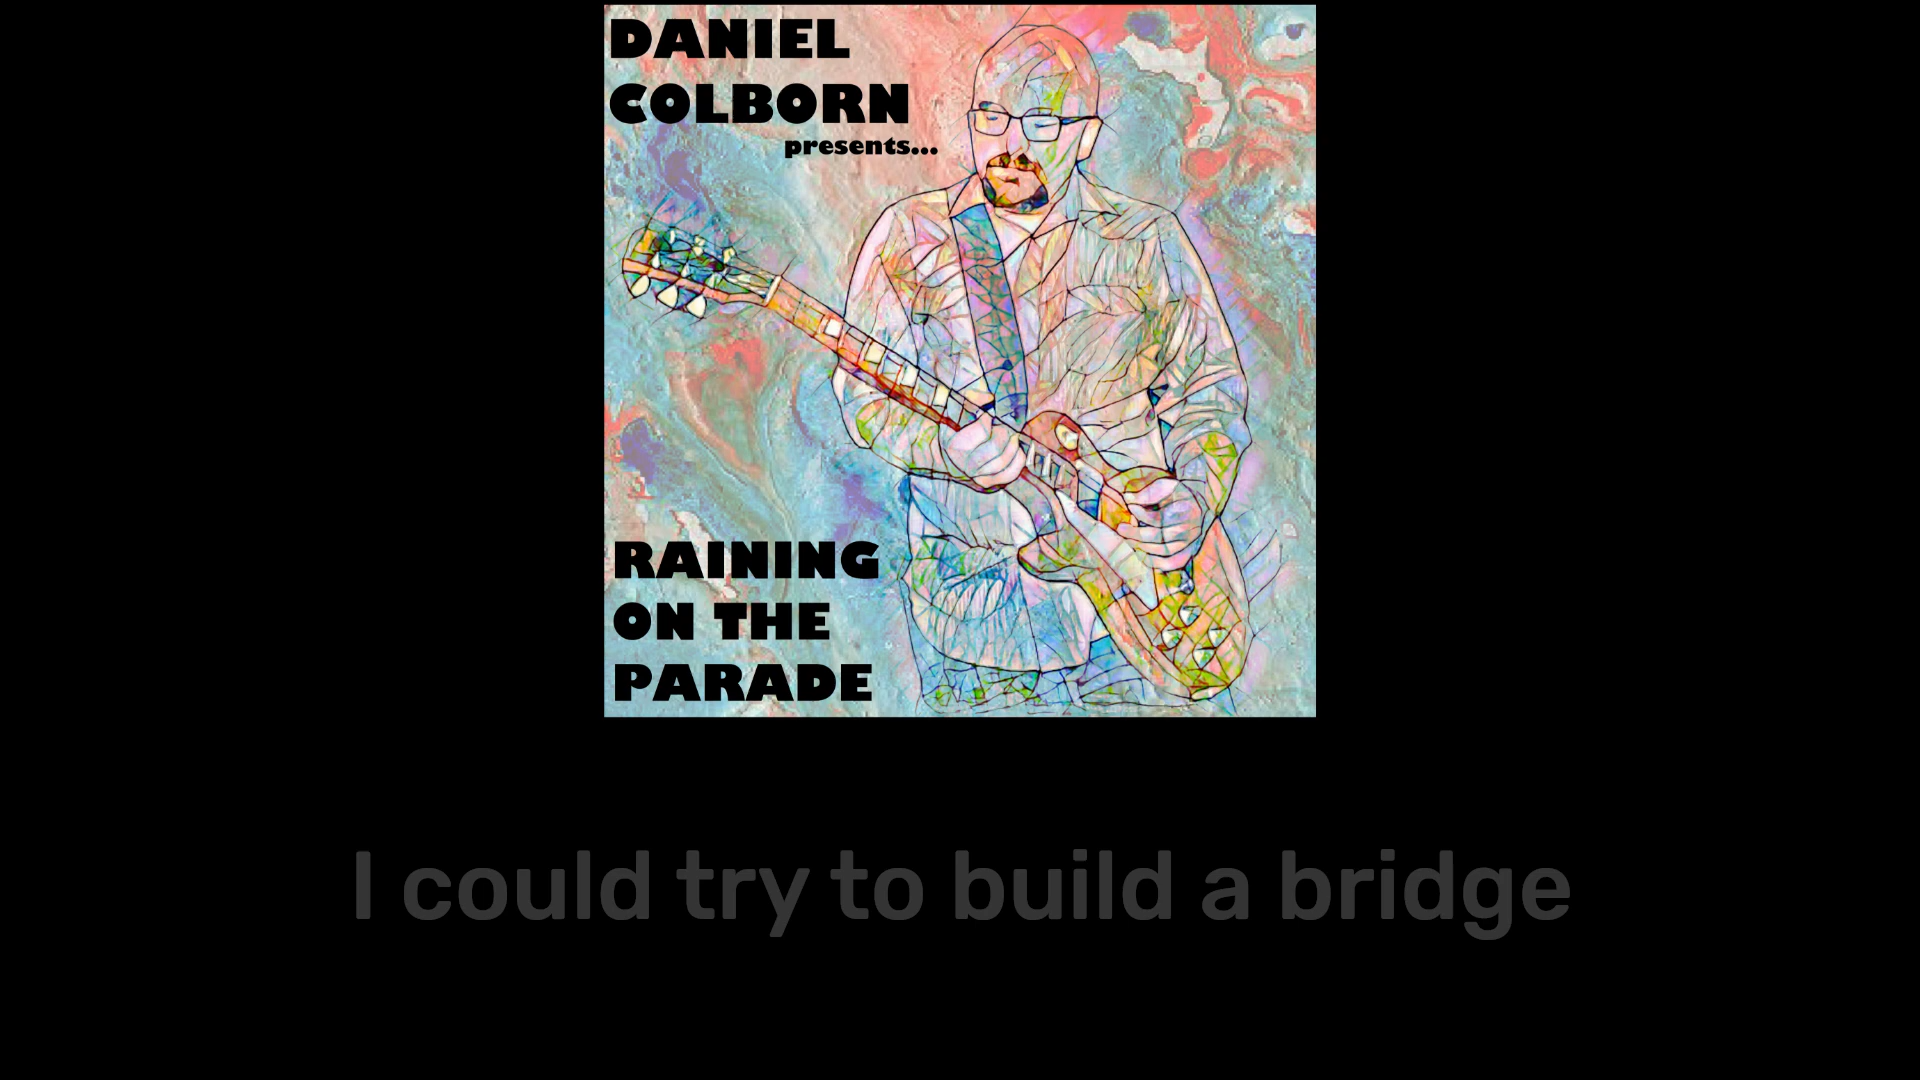 DANIEL
COLBORN
presents...
RAINING
ON THE
PARADE
I could try to build a bridge